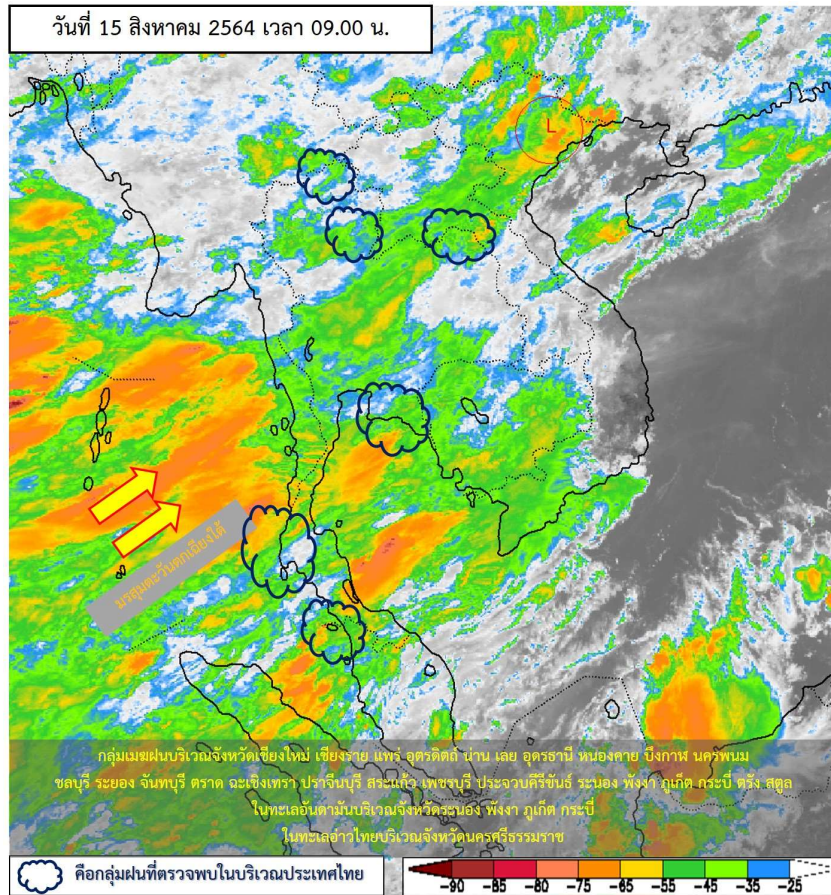 วันที่ 15 สิงหาคม 2564 เวลา 09.00 น.
L
มรสุมตะวันตกเฉียงใต้
กลุ่มเมฆฝนบริเวณจังหวัดเชียงใหม่ เชียงราย แพร่ อุตรดิตถ์ น่าน เลย อุดรธานี หนองคาย บึงกาฬ นครพนม
ชลบุรี ระยอง จันทบุรี ตราด ฉะเชิงเทรา ปราจีนบุรี สระแก้ว เพชรบุรี ประจวบคีรีขันธ์ ระนอง พังงา ภูเก็ต กระบี่ ตรัง สตูล
ในทะเลอันดามันบริเวณจังหวัดระนอง พังงา ภูเก็ต กระบี่
ในทะเลอ่าวไทยบริเวณจังหวัดนครศรีธรรมราช
คือกลุ่มฝนที่ตรวจพบในบริเวณประเทศไทย
-90 -85 -80 -75 -65 -55 -45 -35 -25